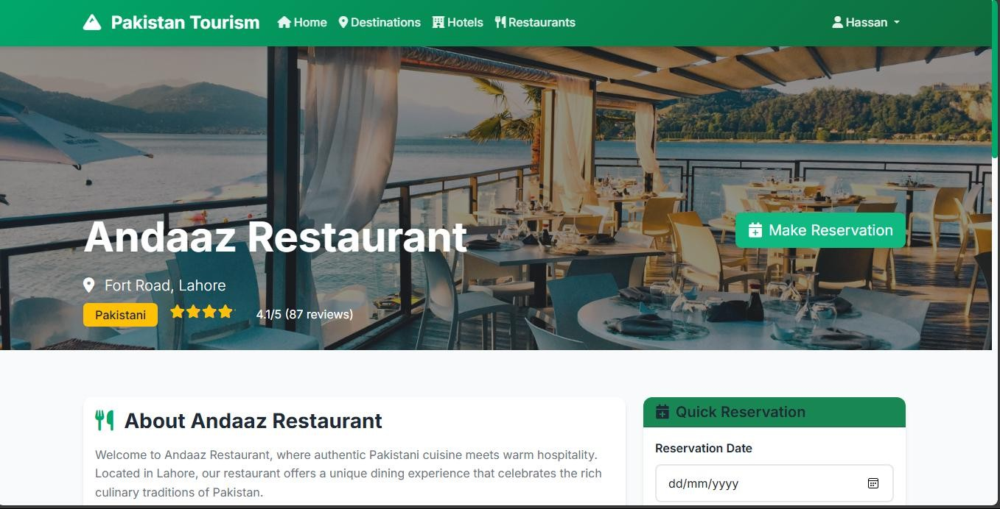 Pakistan Tourism Home Destinations Hotels Restaurants Hassan
Andaaz Restaurant
Make Reservation
Fort Road, Lahore
Pakistani 4.1/5 (87 reviews)
About Andaaz Restaurant
Welcome to Andaaz Restaurant, where authentic Pakistani cuisine meets warm hospitality.
Located in Lahore, our restaurant offers a unique dining experience that celebrates the rich
culinary traditions of Pakistan.
Quick Reservation
Reservation Date
dd/mm/yyyy